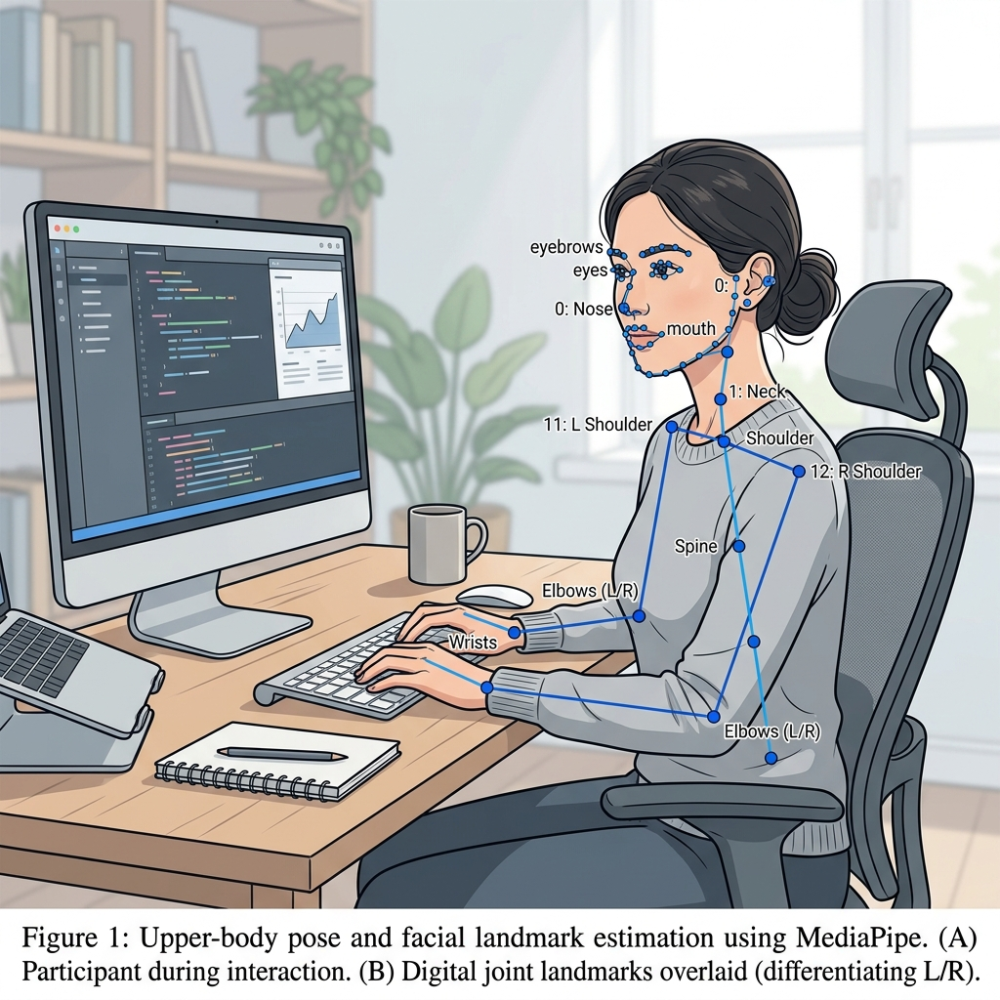 eyebrows
eyes
0:
0: Nose
mouth
1: Neck
11: L Shoulder
Shoulder
12: R Shoulder
Spine
Elbows (L/R)
Wrists
Elbows (L/R)
Figure 1: Upper-body pose and facial landmark estimation using MediaPipe. (A)
Participant during interaction. (B) Digital joint landmarks overlaid (differentiating L/R).